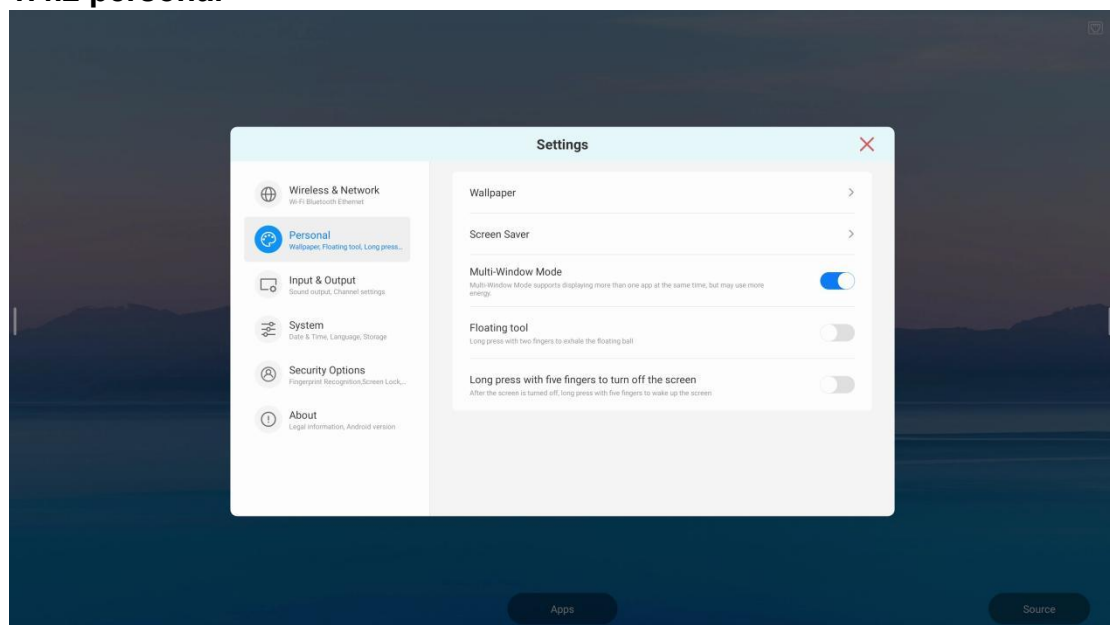 Settings
Wireless & Network
Wi-Fi Bluetooth Ethernet
Personal
Wallpaper, Floating tool, Long press...
Input & Output
Sound output, Channel settings
System
Date & Time, Language, Storage
Security Options
Fingerprint Recognition,Screen Lock,...
About
Legal information, Android version
Wallpaper
Screen Saver
Multi-Window Mode
Multi-Window Mode supports displaying more than one app at the same time, but may use more
energy.
Floating tool
Long press with two fingers to exhale the floating ball
Long press with five fingers to turn off the screen
After the screen is turned off, long press with five fingers to wake up the screen
Apps
Source